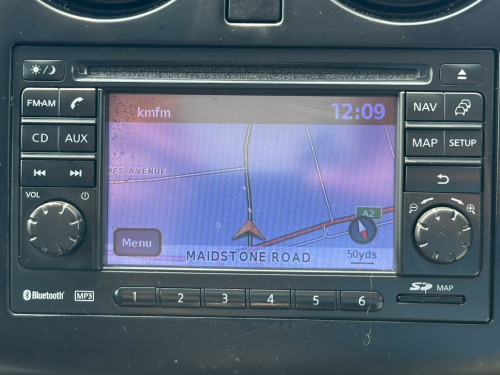 kmfm 12:09
FM•AM
NAV
CD AUX
MAP SETUP
VOL
A2
Menu
MAIDSTONE ROAD
50yds
Bluetooth MP3
1 2 3 4 5 6
SD MAP